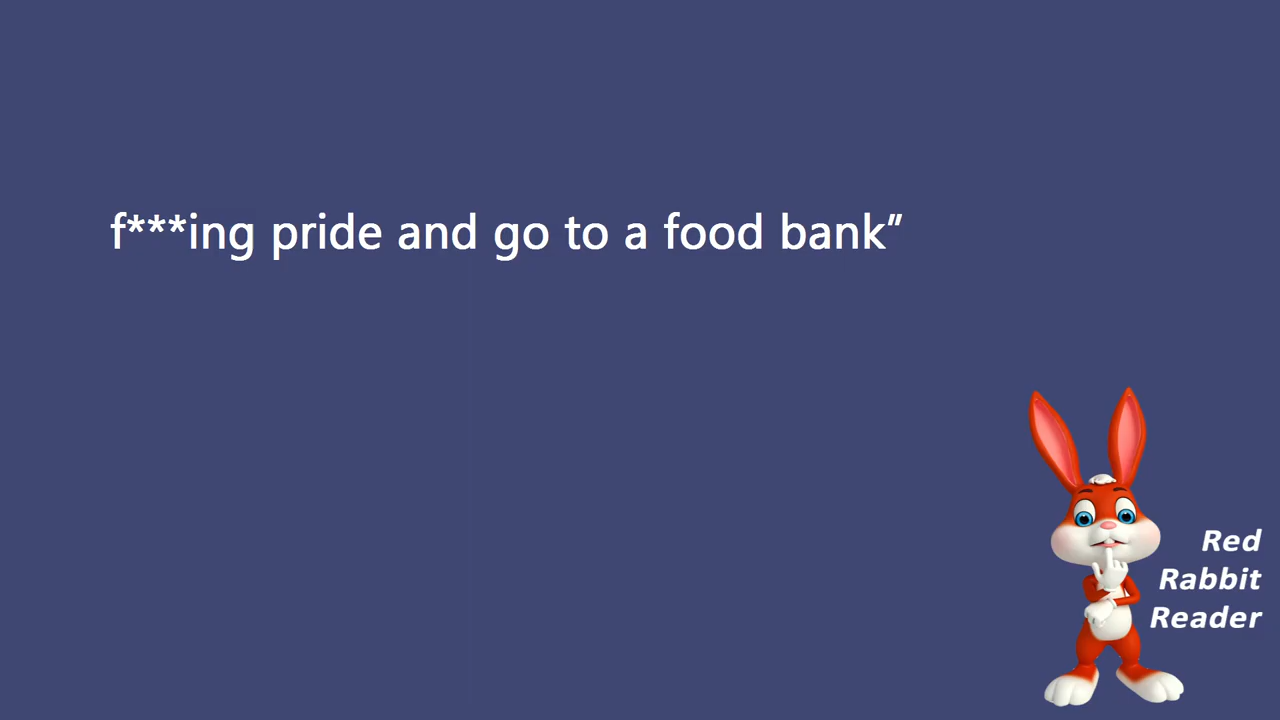 f***ing pride and go to a food bank”
Red
Rabbit
Reader